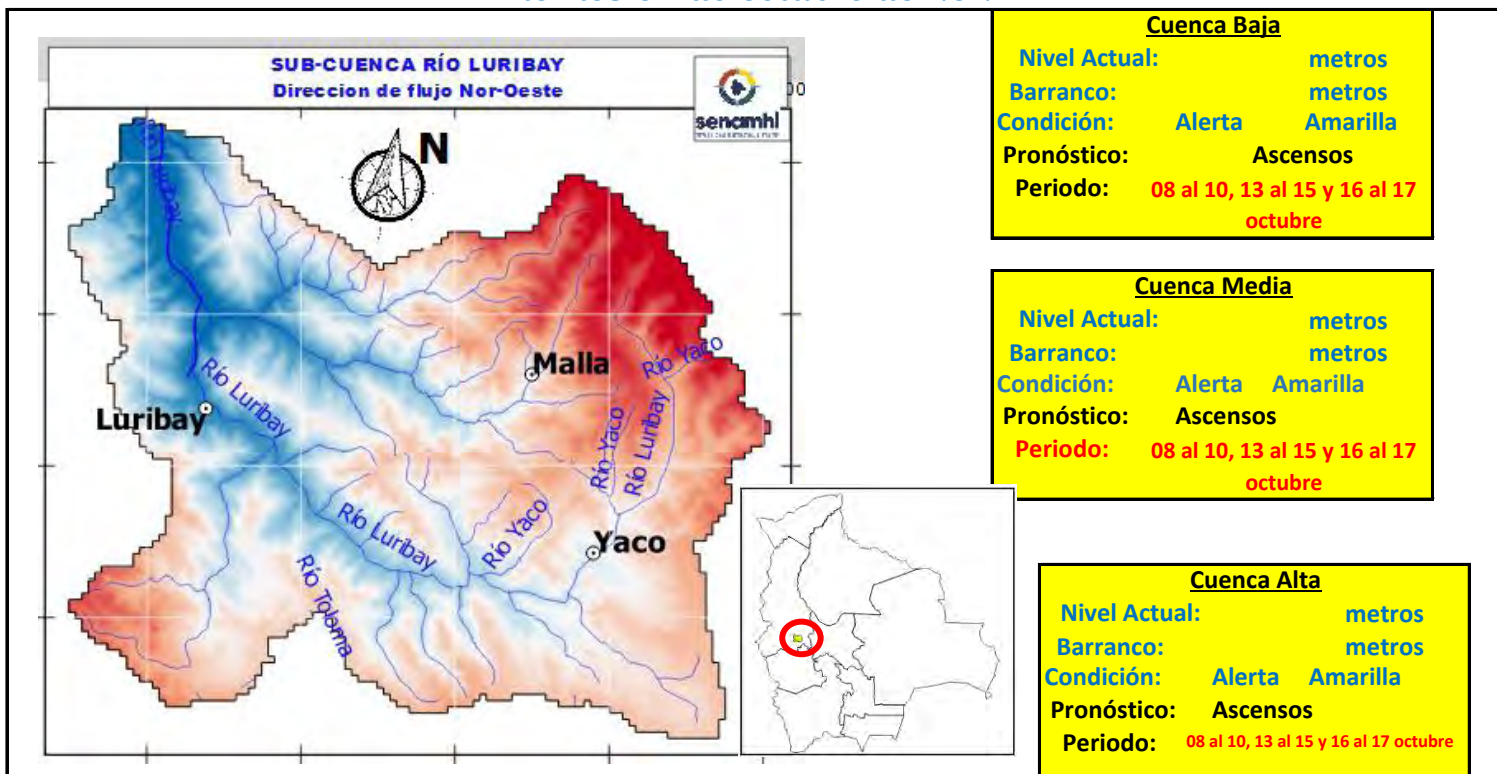 SUB-CUENCA RÍO LURIBAY
Direccion de flujo Nor-Oeste
senamhi
00
N
Luribay
Río Luribay
Luribay
Malla
Río Yaco
Río Yaco
Río Luribay
Río Luribay
Río Yaco
Yaco
Río Tolama
Cuenca Baja
Nivel Actual: metros
Barranco: metros
Condición: Alerta Amarilla
Pronóstico: Ascensos
Periodo: 08 al 10, 13 al 15 y 16 al 17
octubre
Cuenca Media
Nivel Actual: metros
Barranco: metros
Condición: Alerta Amarilla
Pronóstico: Ascensos
Periodo: 08 al 10, 13 al 15 y 16 al 17
octubre
Cuenca Alta
Nivel Actual: metros
Barranco: metros
Condición: Alerta Amarilla
Pronóstico: Ascensos
Periodo: 08 al 10, 13 al 15 y 16 al 17 octubre